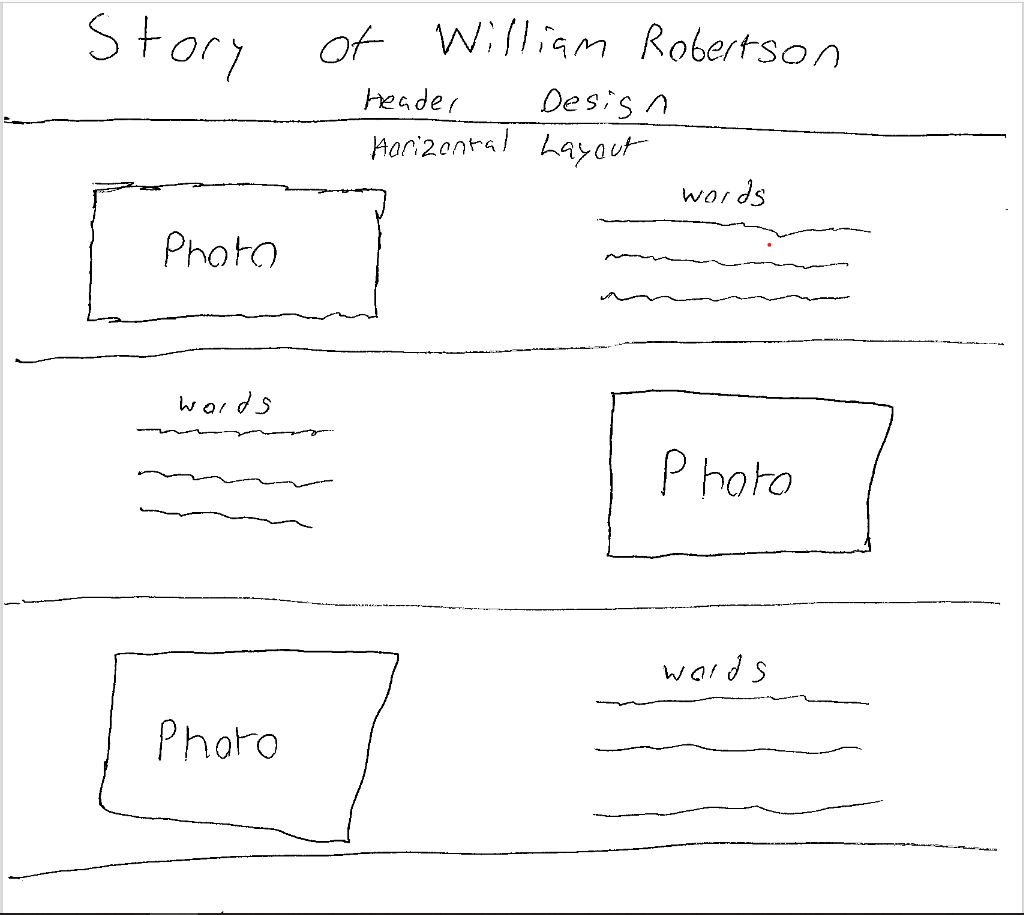 Story of William Robertson
Header Design
Horizontal Layout
Photo
words
words
Photo
Photo
words